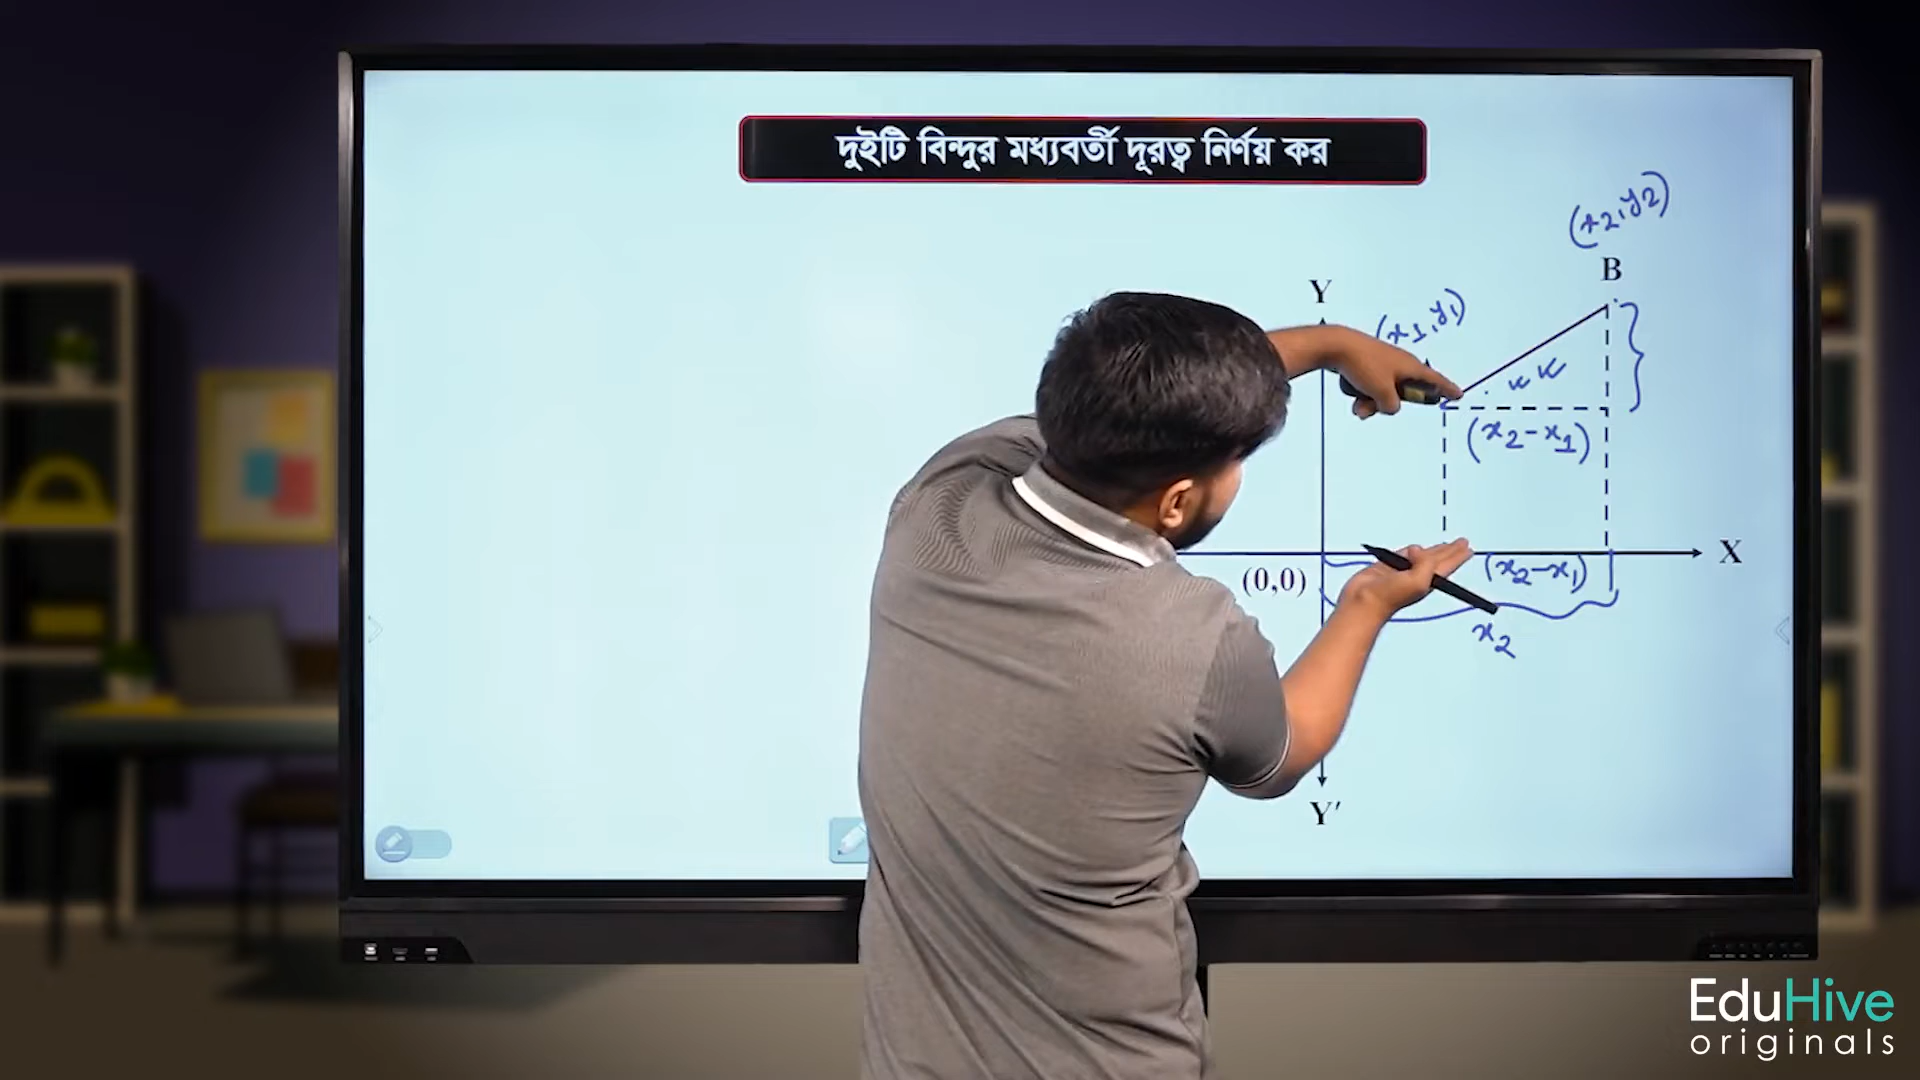 দুইটি বিন্দুর মধ্যবর্তী দূরত্ব নির্ণয় কর
(x2,y2)
B
Y
(x1,y1)
(x2-x1)
X
(0,0)
(x2-x1)
x2
Y'
EduHive
originals